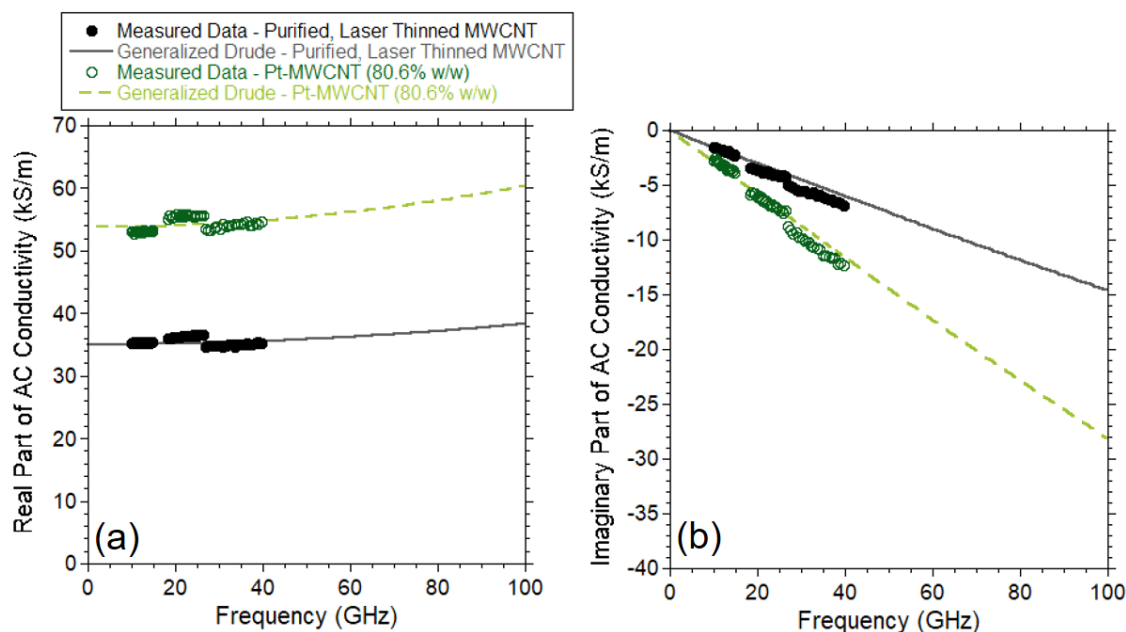 Measured Data - Purified, Laser Thinned MWCNT
Generalized Drude - Purified, Laser Thinned MWCNT
Measured Data - Pt-MWCNT (80.6% w/w)
Generalized Drude - Pt-MWCNT (80.6% w/w)
Real Part of AC Conductivity (kS/m)
70
60
50
40
30
20
10
0
(a)
0 20 40 60 80 100
Frequency (GHz)
Imaginary Part of AC Conductivity (kS/m)
0
-5
-10
-15
-20
-25
-30
-35
-40
(b)
0 20 40 60 80 100
Frequency (GHz)